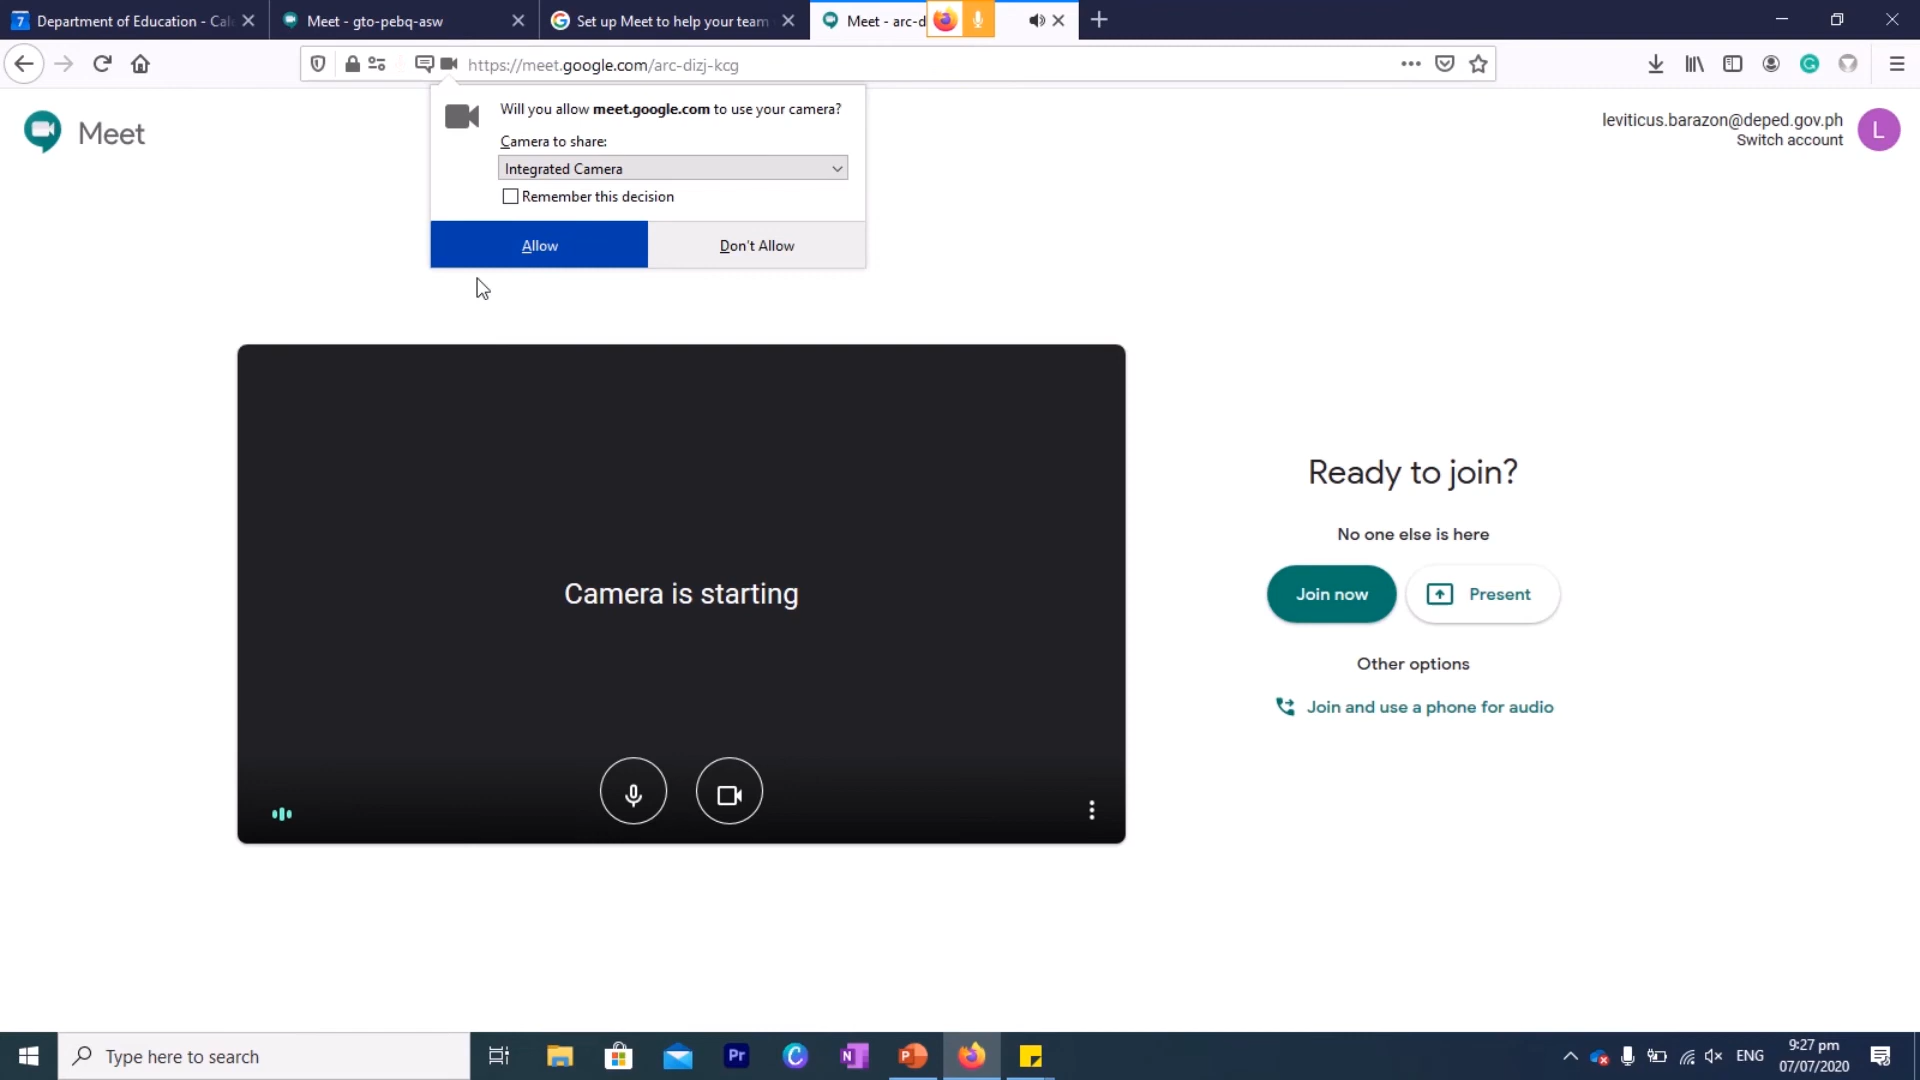 7 Department of Education - Cal
Meet - gto-pebq-asw
Set up Meet to help your team
Meet - arc-d
https://meet.google.com/arc-dizj-kcg
Will you allow meet.google.com to use your camera?
Camera to share:
Integrated Camera
Remember this decision
Allow
Don't Allow
Meet
leviticus.barazon@deped.gov.ph
Switch account
L
Camera is starting
Ready to join?
No one else is here
Join now
Present
Other options
Join and use a phone for audio
Type here to search
Pr
C
N
P
ENG
9:27 pm
07/07/2020